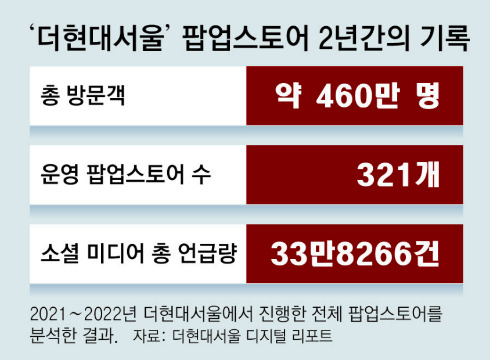 ‘더현대서울’ 팝업스토어 2년간의 기록
총 방문객 약 460만 명
운영 팝업스토어 수 321개
소셜 미디어 총 언급량 33만8266건
2021～2022년 더현대서울에서 진행한 전체 팝업스토어를
분석한 결과. 자료: 더현대서울 디지털 리포트